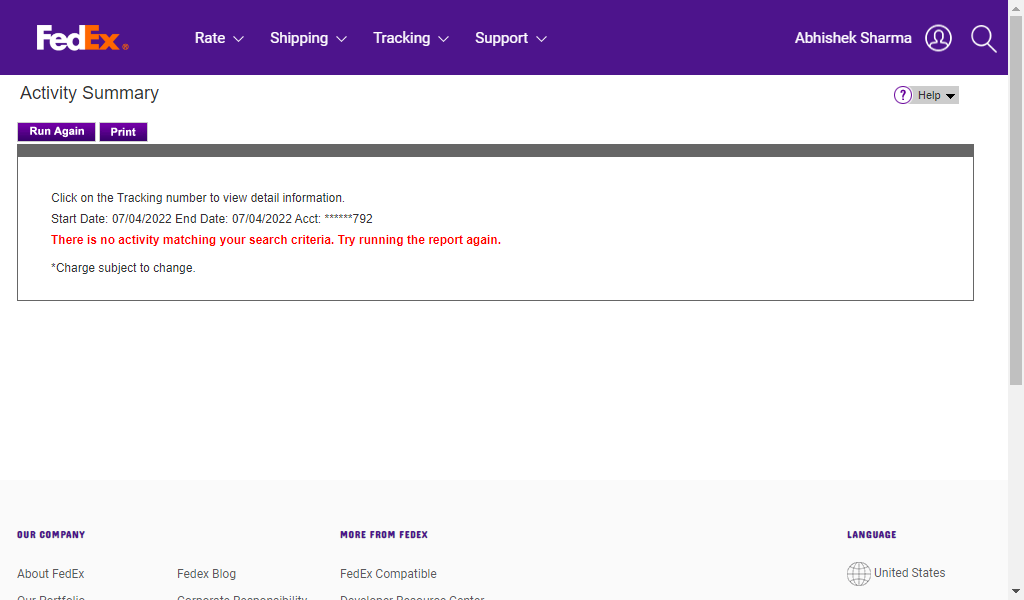 FedEx®
Rate Shipping Tracking Support
Abhishek Sharma
Activity Summary
? Help
Run Again Print
Click on the Tracking number to view detail information.
Start Date: 07/04/2022 End Date: 07/04/2022 Acct: ******792
There is no activity matching your search criteria. Try running the report again.
*Charge subject to change.
OUR COMPANY MORE FROM FEDEX LANGUAGE
About FedEx Fedex Blog FedEx Compatible United States
Our Portfolio Corporate Responsibility Developer Resource Center